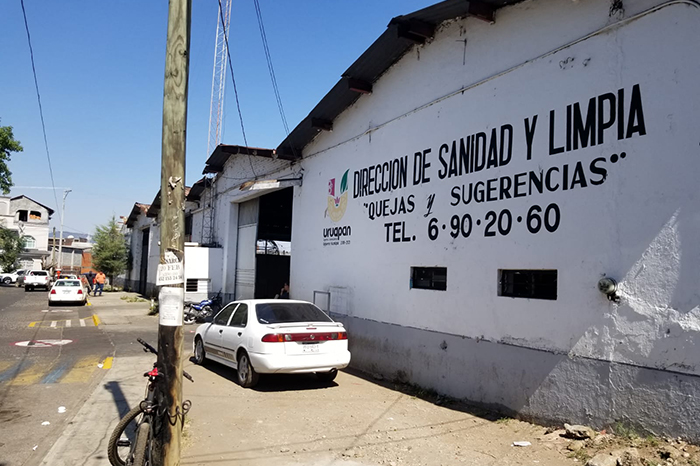 DIRECCION DE SANIDAD Y LIMPIA
"QUEJAS Y SUGERENCIAS"
TEL. 6·90·20·60
uruapan